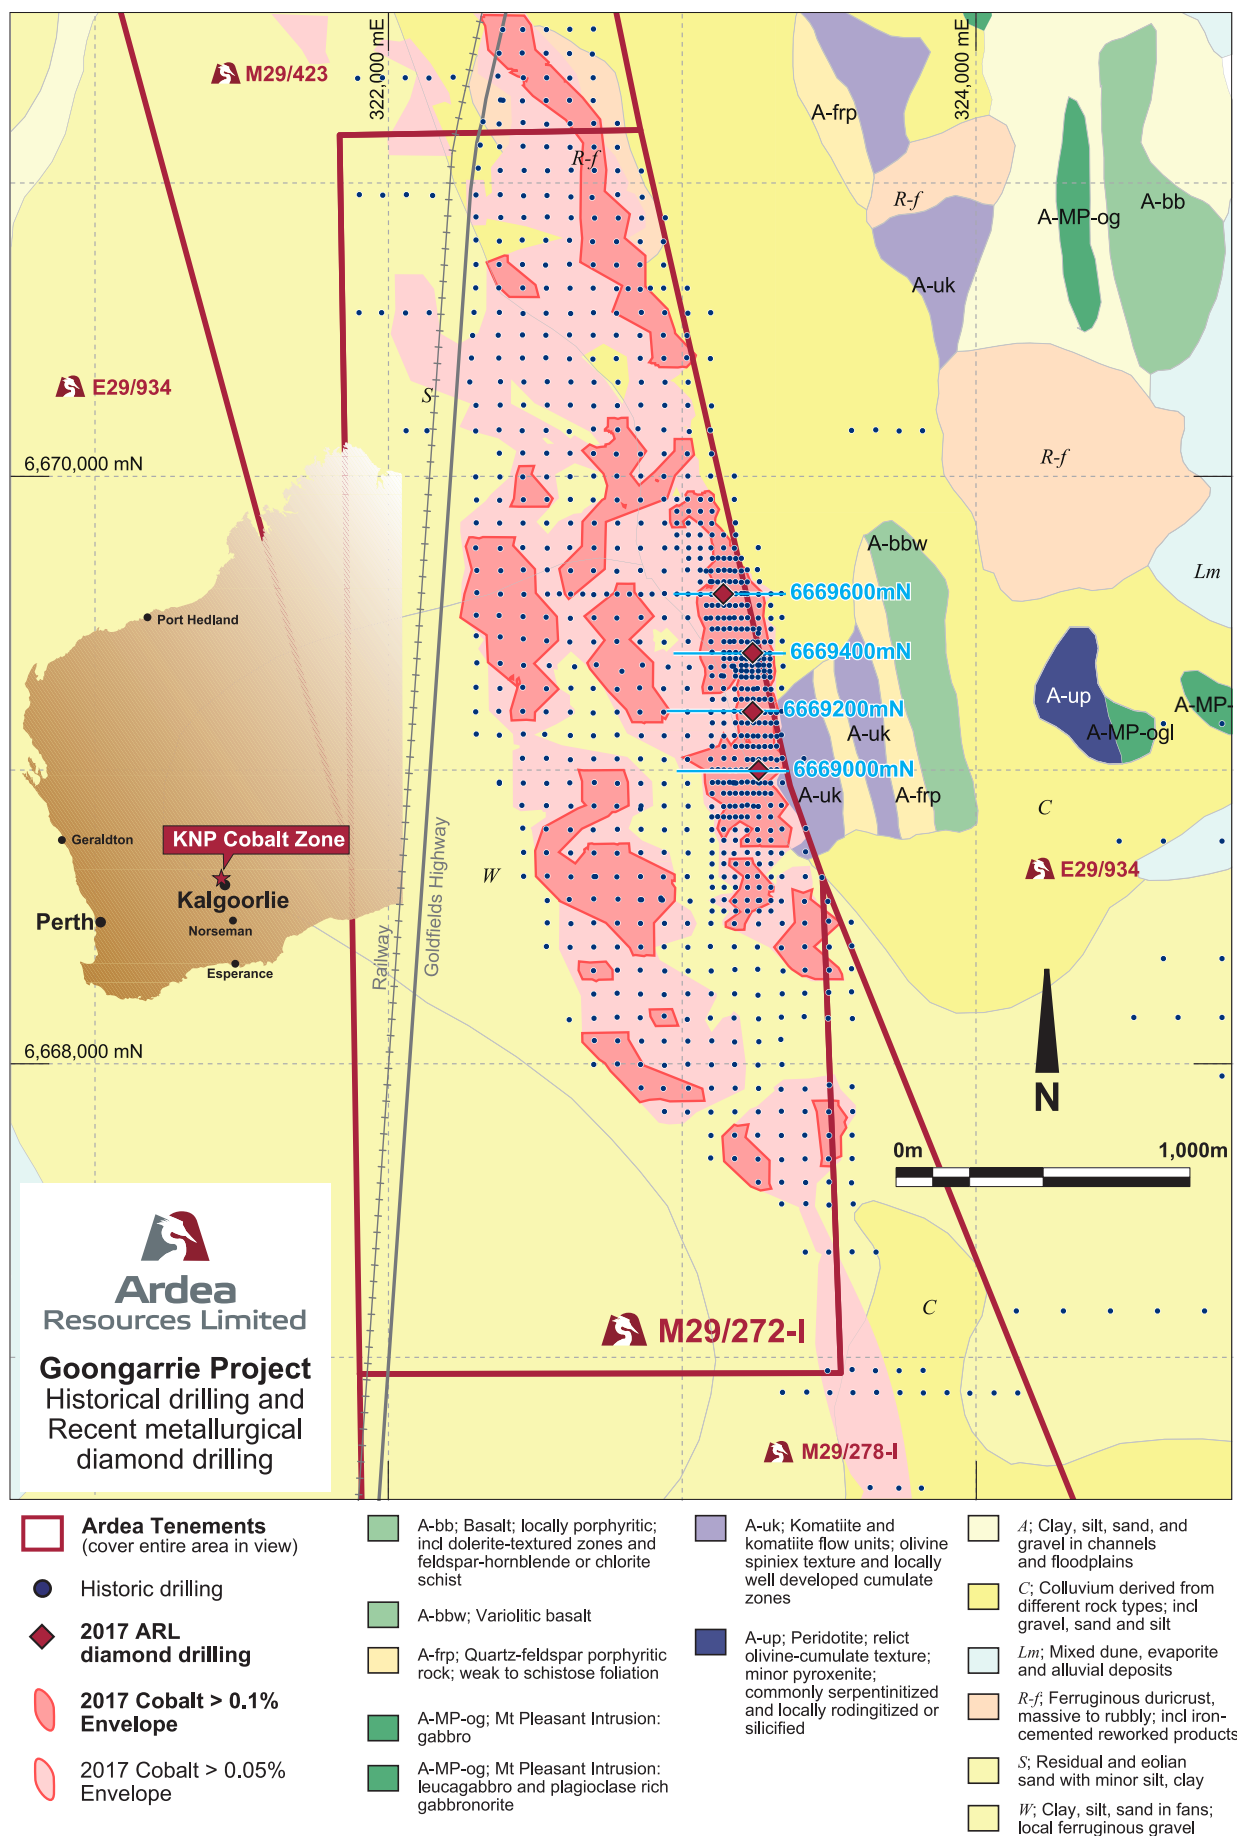 322,000 mE
324,000 mE
M29/423
A-frp
R-f
R-f
A-MP-og
A-bb
A-uk
E29/934
S
6,670,000 mN
R-f
A-bbw
Lm
6669600mN
Port Hedland
6669400mN
A-up
A-MP-
6669200mN
A-uk
A-MP-ogl
6669000mN
A-uk
A-frp
C
KNP Cobalt Zone
Geraldton
E29/934
W
Kalgoorlie
Perth
Norseman
Esperance
Railway
Goldfields Highway
6,668,000 mN
N
0m
1,000m
C
M29/272-I
M29/278-I
Ardea
Resources Limited
Goongarrie Project
Historical drilling and
Recent metallurgical
diamond drilling
Ardea Tenements
(cover entire area in view)
Historic drilling
2017 ARL
diamond drilling
2017 Cobalt > 0.1%
Envelope
2017 Cobalt > 0.05%
Envelope
A-bb; Basalt; locally porphyritic;
incl dolerite-textured zones and
feldspar-hornblende or chlorite
schist
A-bbw; Variolitic basalt
A-frp; Quartz-feldspar porphyritic
rock; weak to schistose foliation
A-MP-og; Mt Pleasant Intrusion:
gabbro
A-MP-og; Mt Pleasant Intrusion:
leucagabbro and plagioclase rich
gabbronorite
A-uk; Komatiite and
komatiite flow units; olivine
spiniex texture and locally
well developed cumulate
zones
A-up; Peridotite; relict
olivine-cumulate texture;
minor pyroxenite;
commonly serpentinitized
and locally rodingitized or
silicified
A; Clay, silt, sand, and
gravel in channels
and floodplains
C; Colluvium derived from
different rock types; incl
gravel, sand and silt
Lm; Mixed dune, evaporite
and alluvial deposits
R-f; Ferruginous duricrust,
massive to rubbly; incl iron-
cemented reworked products
S; Residual and eolian
sand with minor silt, clay
W; Clay, silt, sand in fans;
local ferruginous gravel